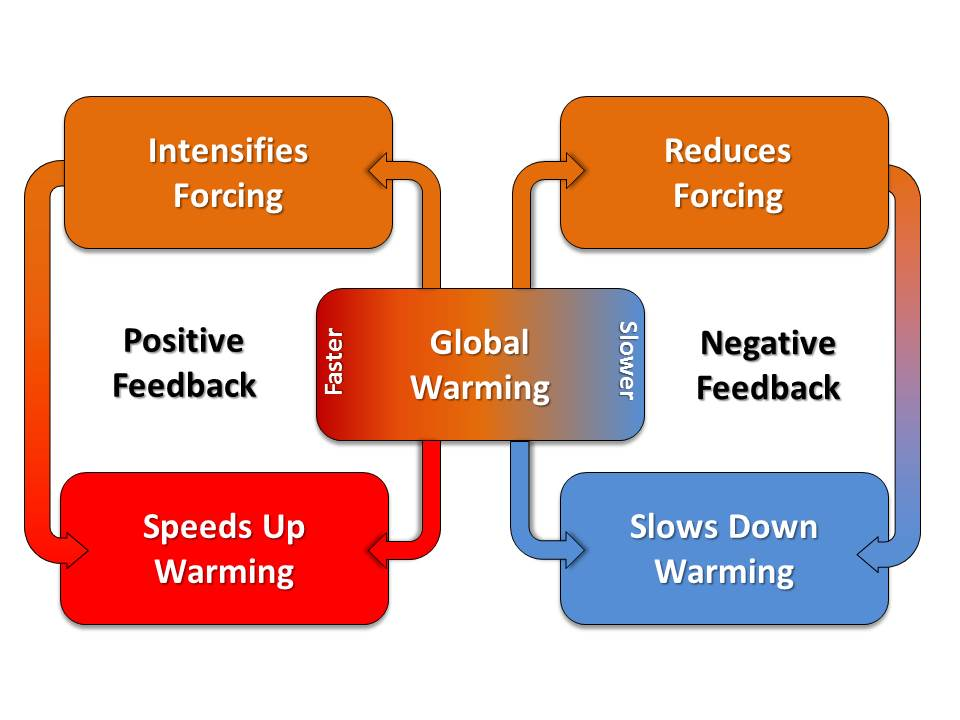 Intensifies
Forcing
Reduces
Forcing
Positive
Feedback
Faster
Global
Warming
Slower
Negative
Feedback
Speeds Up
Warming
Slows Down
Warming